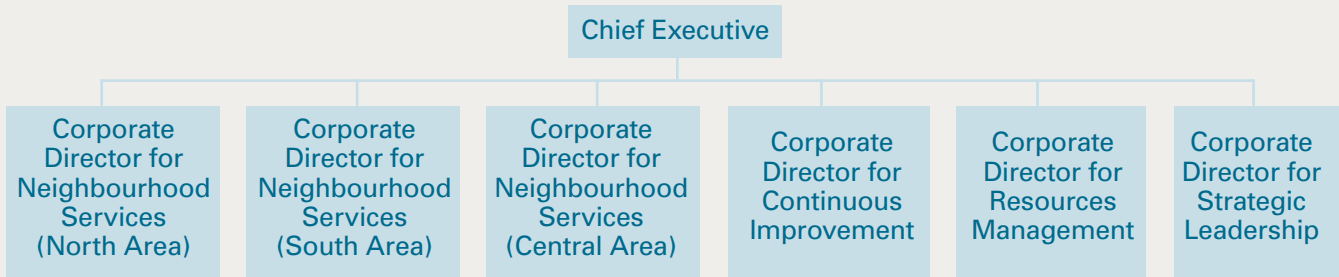 Chief Executive
Corporate
Director for
Neighbourhood
Services
(North Area)
Corporate
Director for
Neighbourhood
Services
(South Area)
Corporate
Director for
Neighbourhood
Services
(Central Area)
Corporate
Director for
Continuous
Improvement
Corporate
Director for
Resources
Management
Corporate
Director for
Strategic
Leadership